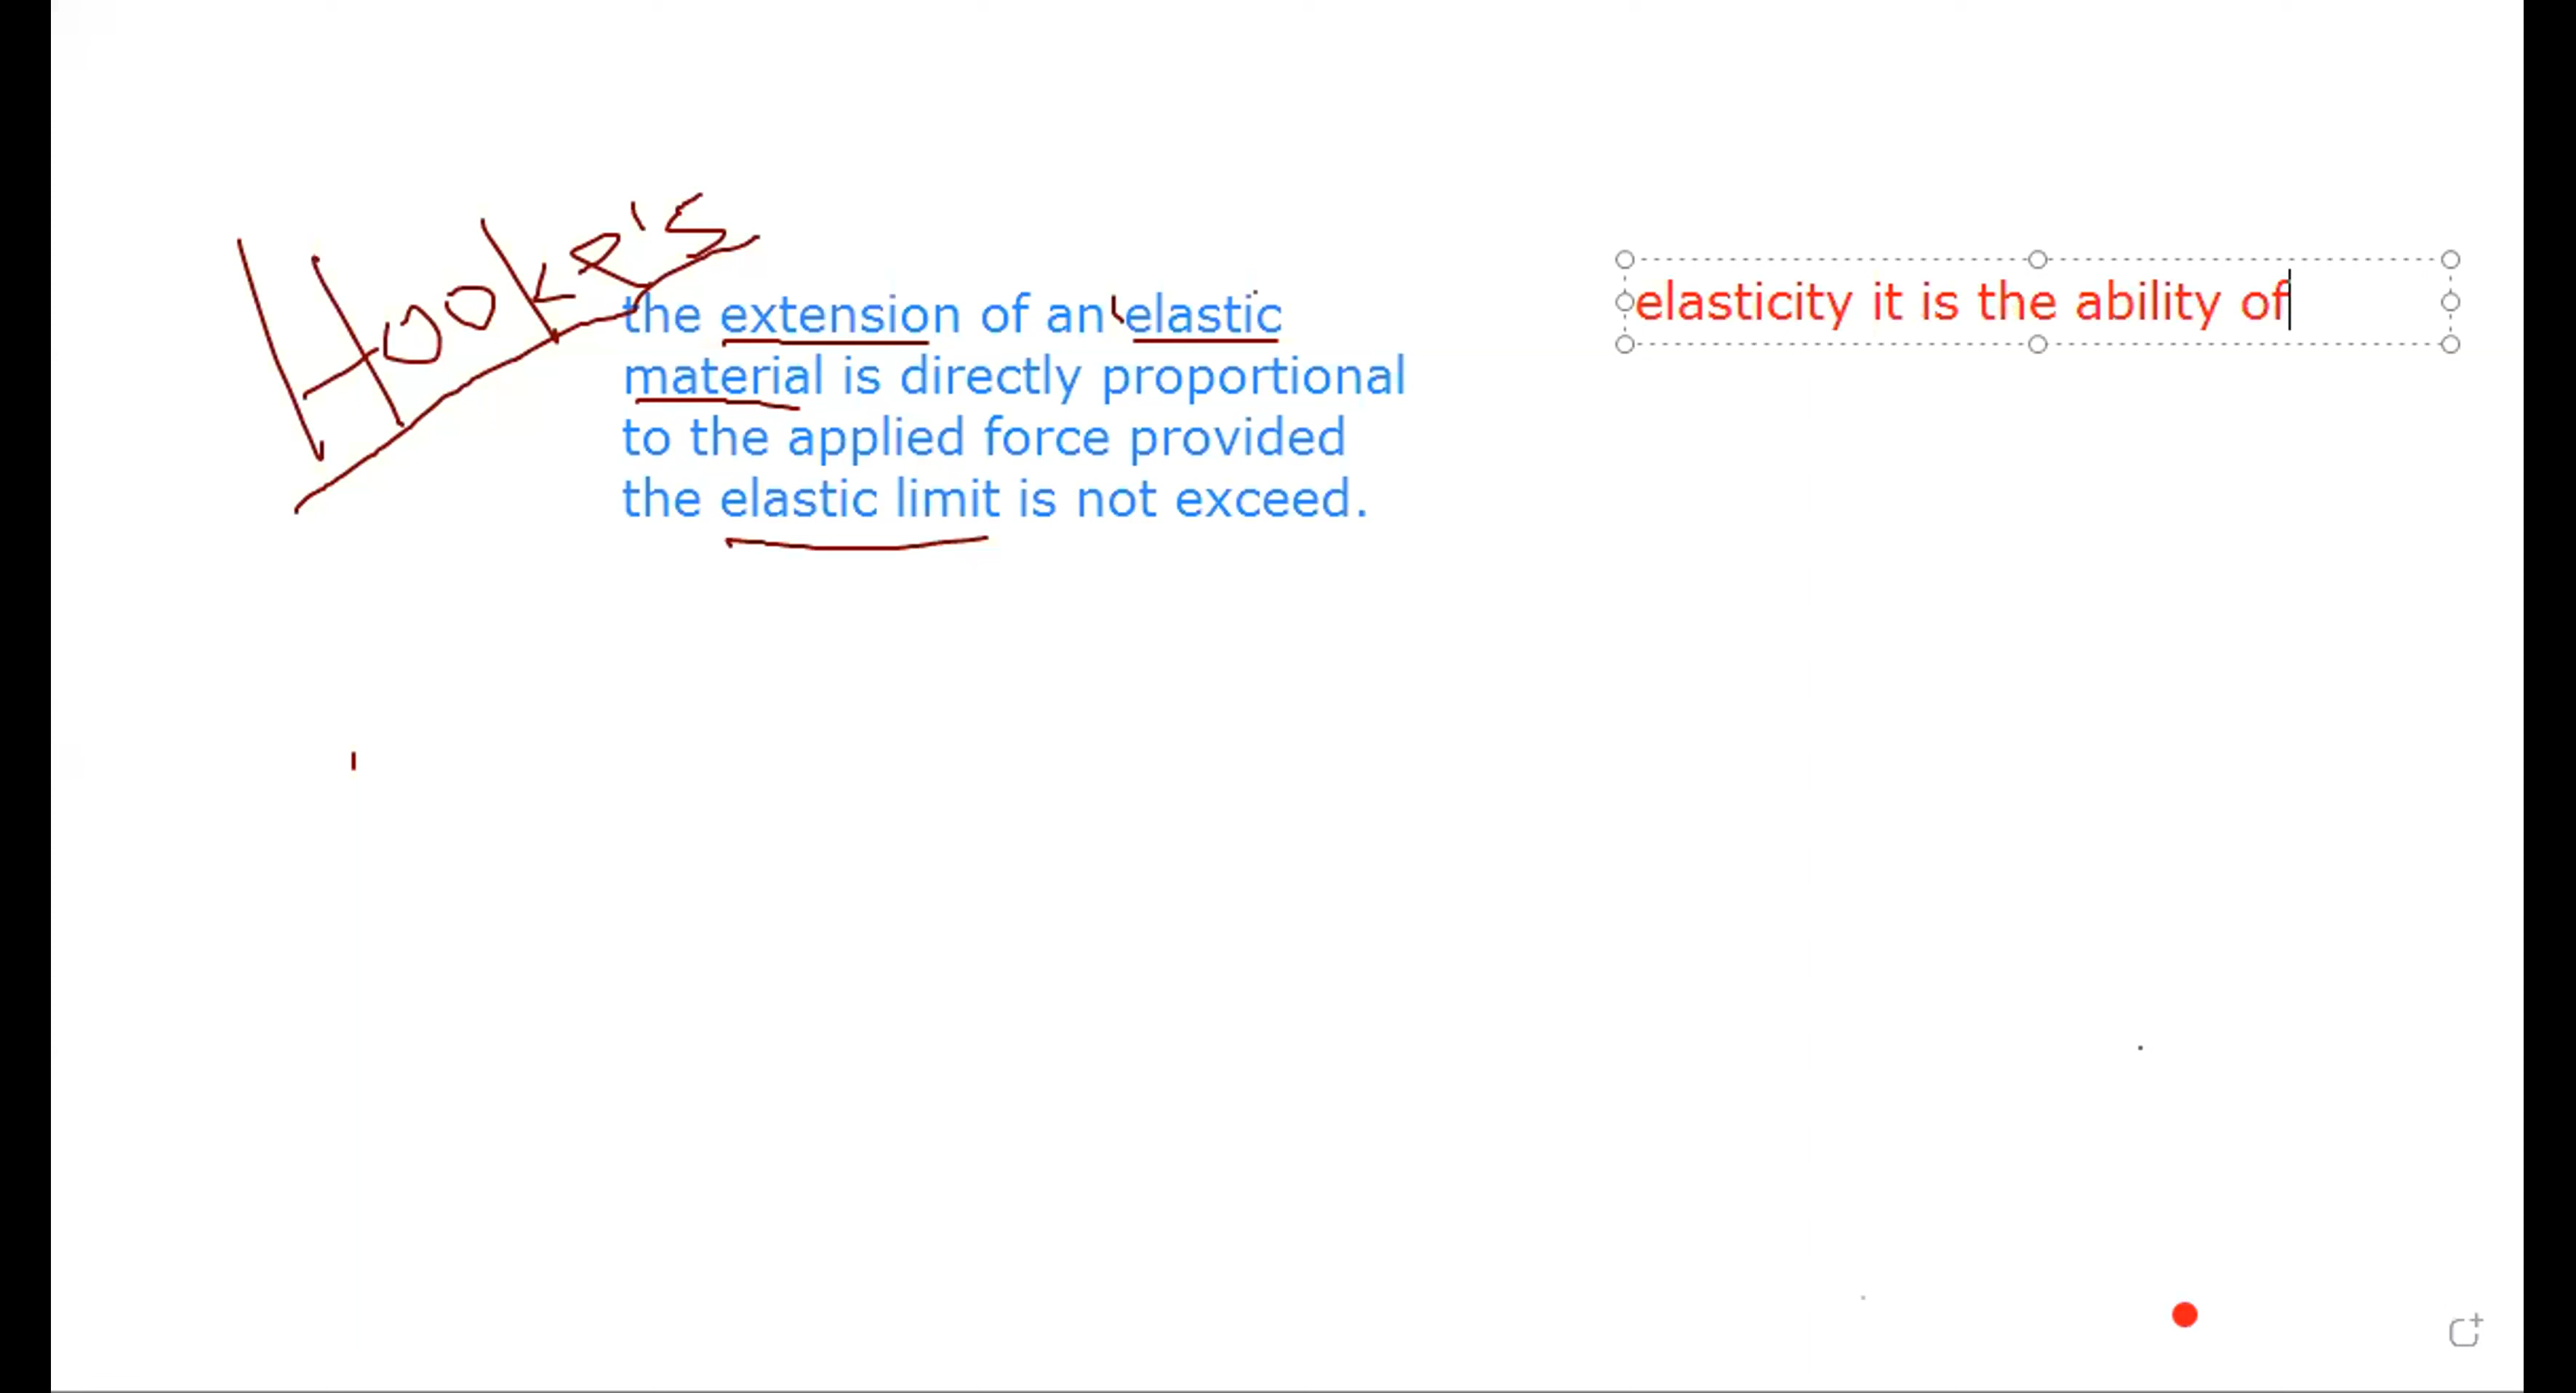 Hooke's
the extension of an elastic
material is directly proportional
to the applied force provided
the elastic limit is not exceed.
elasticity it is the ability of